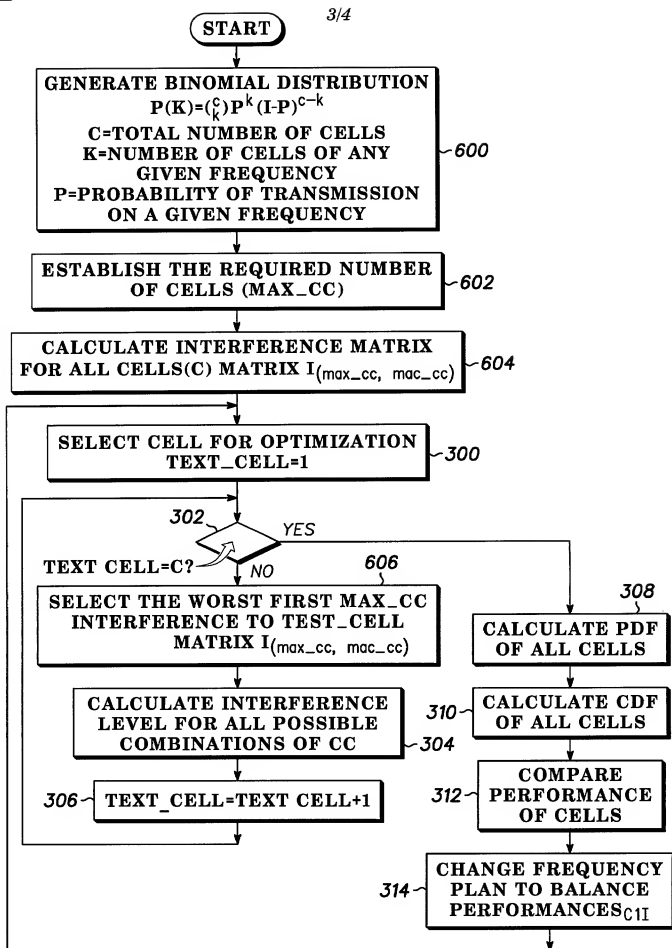 3/4
START
GENERATE BINOMIAL DISTRIBUTION
P(K)=(c k)P^k (I-P)^c-k
C=TOTAL NUMBER OF CELLS
K=NUMBER OF CELLS OF ANY
GIVEN FREQUENCY
P=PROBABILITY OF TRANSMISSION
ON A GIVEN FREQUENCY
600
ESTABLISH THE REQUIRED NUMBER
OF CELLS (MAX_CC)
602
CALCULATE INTERFERENCE MATRIX
FOR ALL CELLS(C) MATRIX I(max_cc, mac_cc)
604
SELECT CELL FOR OPTIMIZATION
TEXT_CELL=1
300
302
YES
TEXT CELL=C?
NO
606
SELECT THE WORST FIRST MAX_CC
INTERFERENCE TO TEST_CELL
MATRIX I(max_cc, mac_cc)
CALCULATE INTERFERENCE
LEVEL FOR ALL POSSIBLE
COMBINATIONS OF CC
304
306
TEXT_CELL=TEXT CELL+1
308
CALCULATE PDF
OF ALL CELLS
310
CALCULATE CDF
OF ALL CELLS
312
COMPARE
PERFORMANCE
OF CELLS
314
CHANGE FREQUENCY
PLAN TO BALANCE
PERFORMANCES C1I